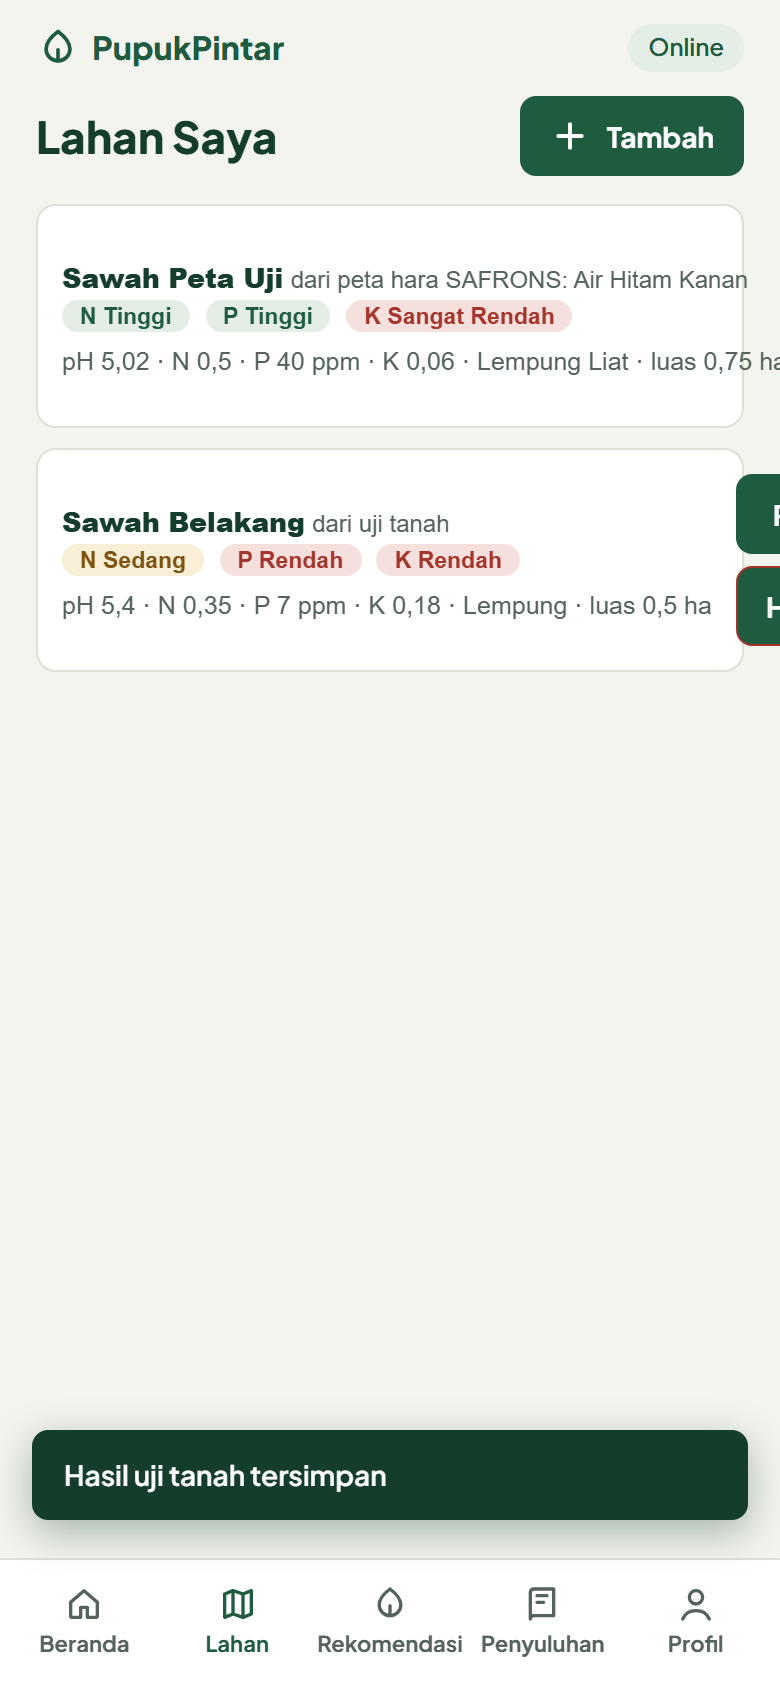 PupukPintar
Online
Lahan Saya
Tambah
Sawah Peta Uji dari peta hara SAFRONS: Air Hitam Kanan
N Tinggi P Tinggi K Sangat Rendah
pH 5,02 · N 0,5 · P 40 ppm · K 0,06 · Lempung Liat · luas 0,75 ha
Sawah Belakang dari uji tanah
N Sedang P Rendah K Rendah
pH 5,4 · N 0,35 · P 7 ppm · K 0,18 · Lempung · luas 0,5 ha
H
Hasil uji tanah tersimpan
Beranda
Lahan
Rekomendasi
Penyuluhan
Profil